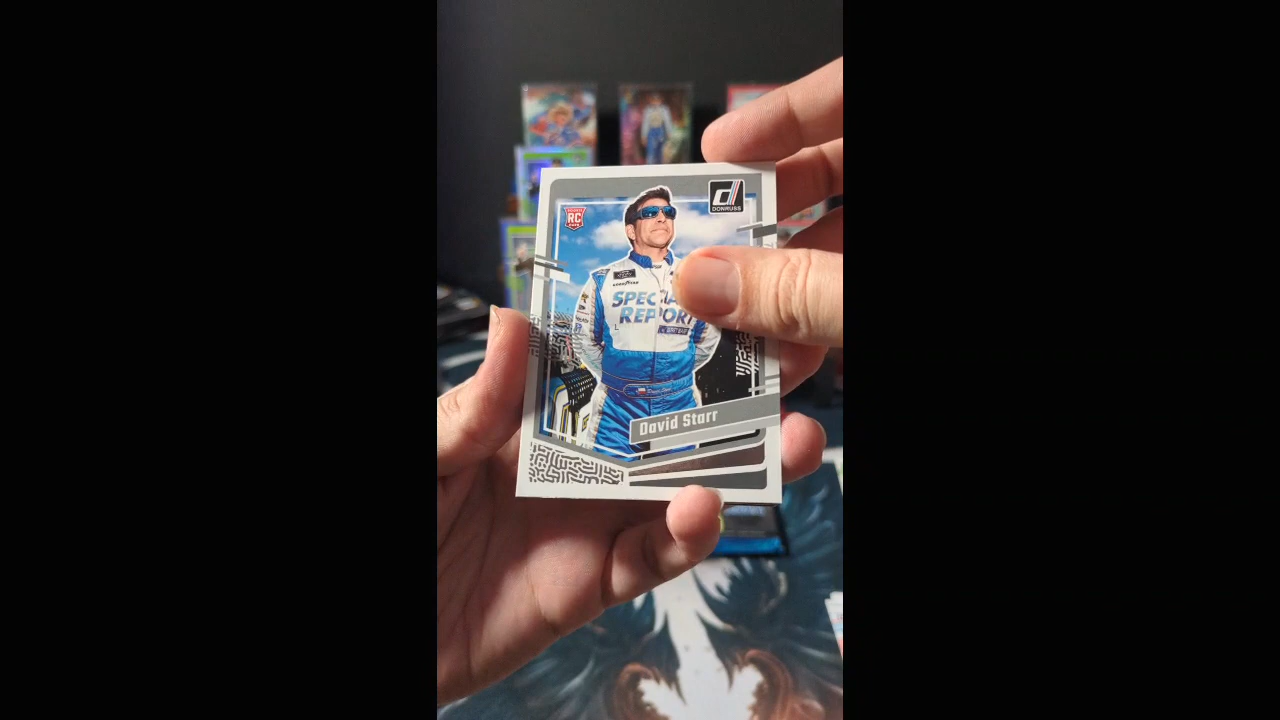 RC
DONRUSS
GOODYEAR
SPECIAL
REPORT
David Starr